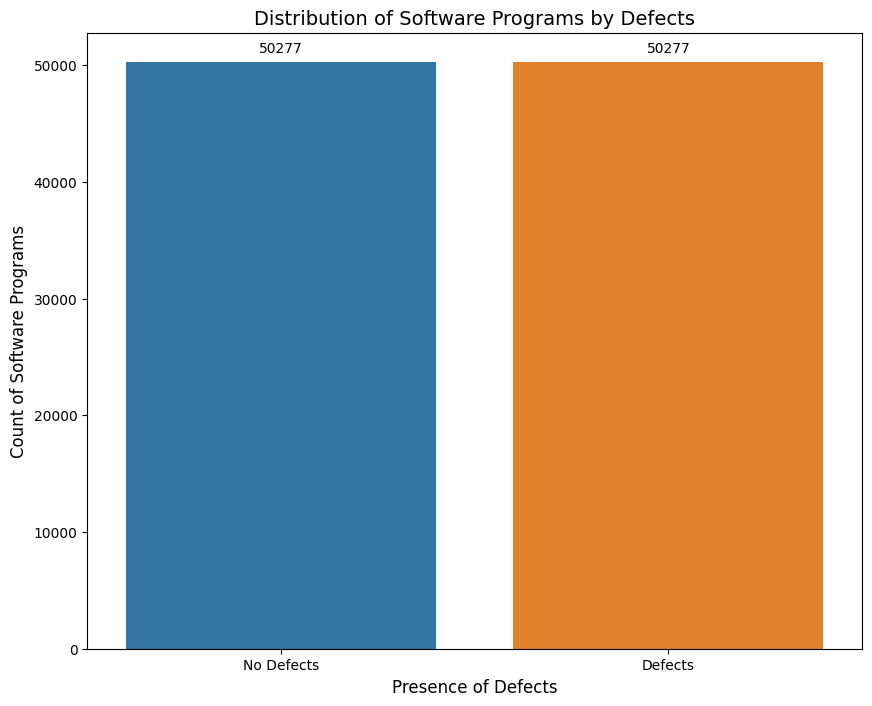 Distribution of Software Programs by Defects
50277 50277
50000
40000
30000
20000
10000
0
Count of Software Programs
No Defects Defects
Presence of Defects